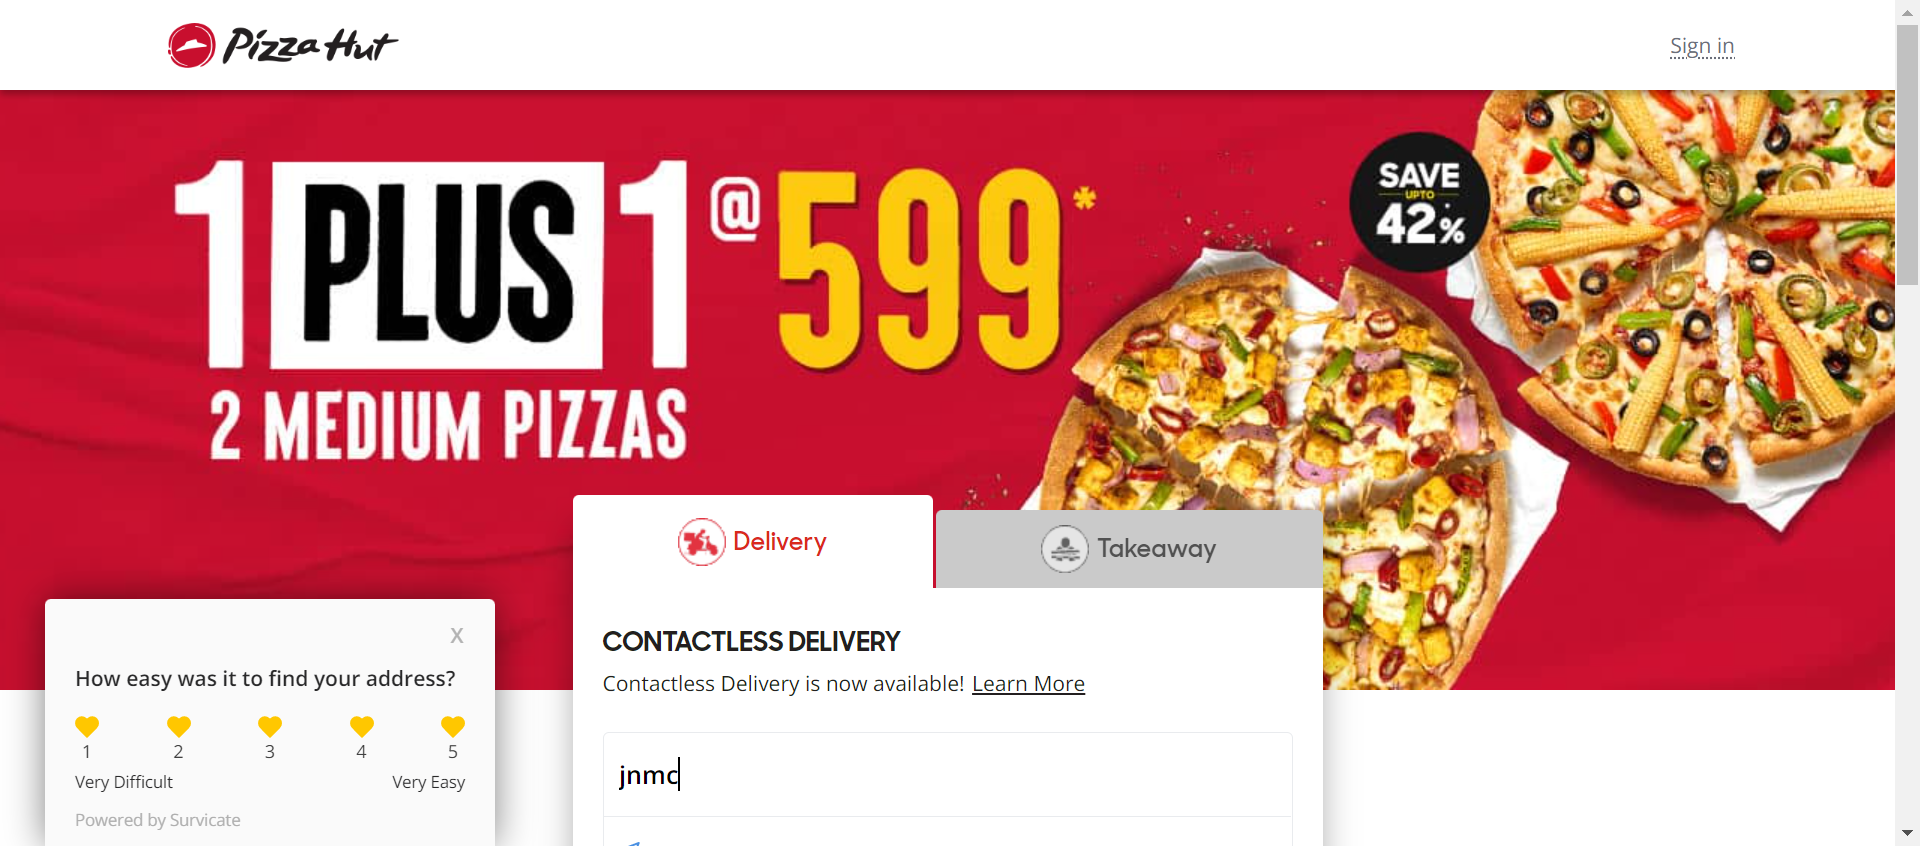 Pizza Hut
Sign in
1 PLUS 1 @ 599*
2 MEDIUM PIZZAS
SAVE
UPTO
42%
Delivery
Takeaway
CONTACTLESS DELIVERY
Contactless Delivery is now available! Learn More
jnmc
X
How easy was it to find your address?
1 2 3 4 5
Very Difficult Very Easy
Powered by Survicate